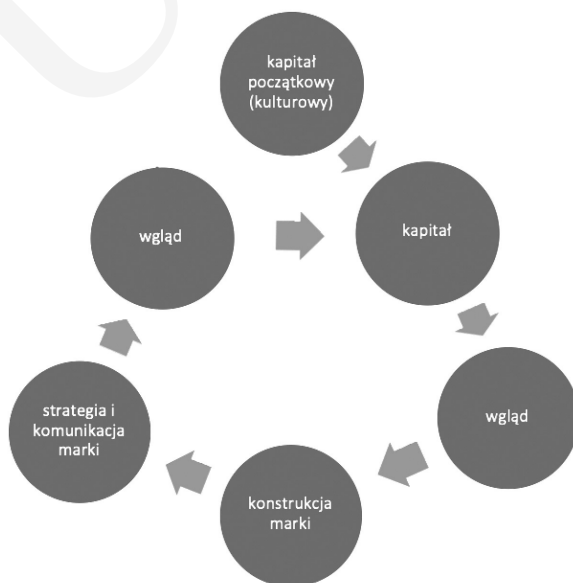 kapitał
początkowy
(kulturowy)
wgląd
kapitał
strategia i
komunikacja
marki
wgląd
konstrukcja
marki